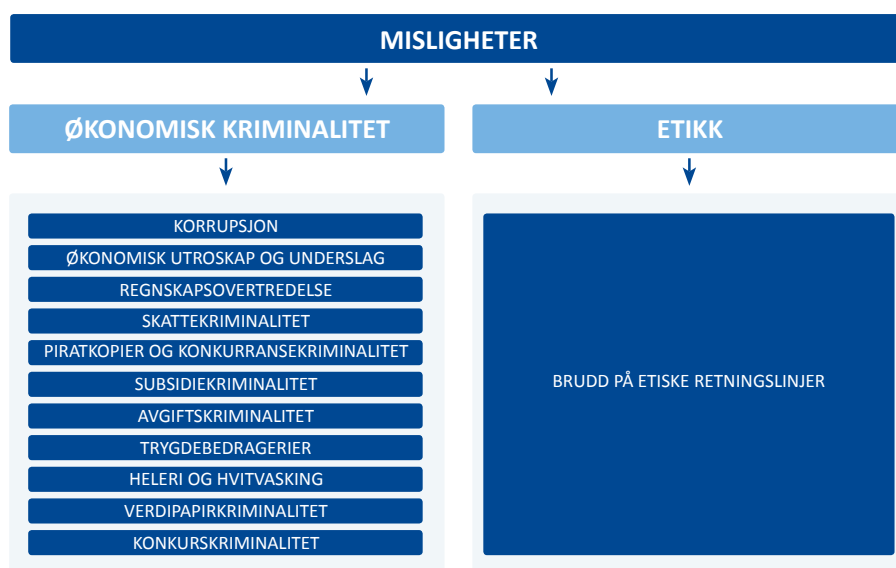 MISLIGHETER
ØKONOMISK KRIMINALITET
ETIKK
KORRUPSJON
ØKONOMISK UTROSKAP OG UNDERSLAG
REGNSKAPSOVERTREDELSE
SKATTEKRIMINALITET
PIRATKOPIER OG KONKURRANSEKRIMINALITET
SUBSIDIEKRIMINALITET
AVGIFTSKRIMINALITET
TRYGDEBEDRAGERIER
HELERI OG HVITVASKING
VERDIPAPIRKRIMINALITET
KONKURSKRIMINALITET
BRUDD PÅ ETISKE RETNINGSLINJER